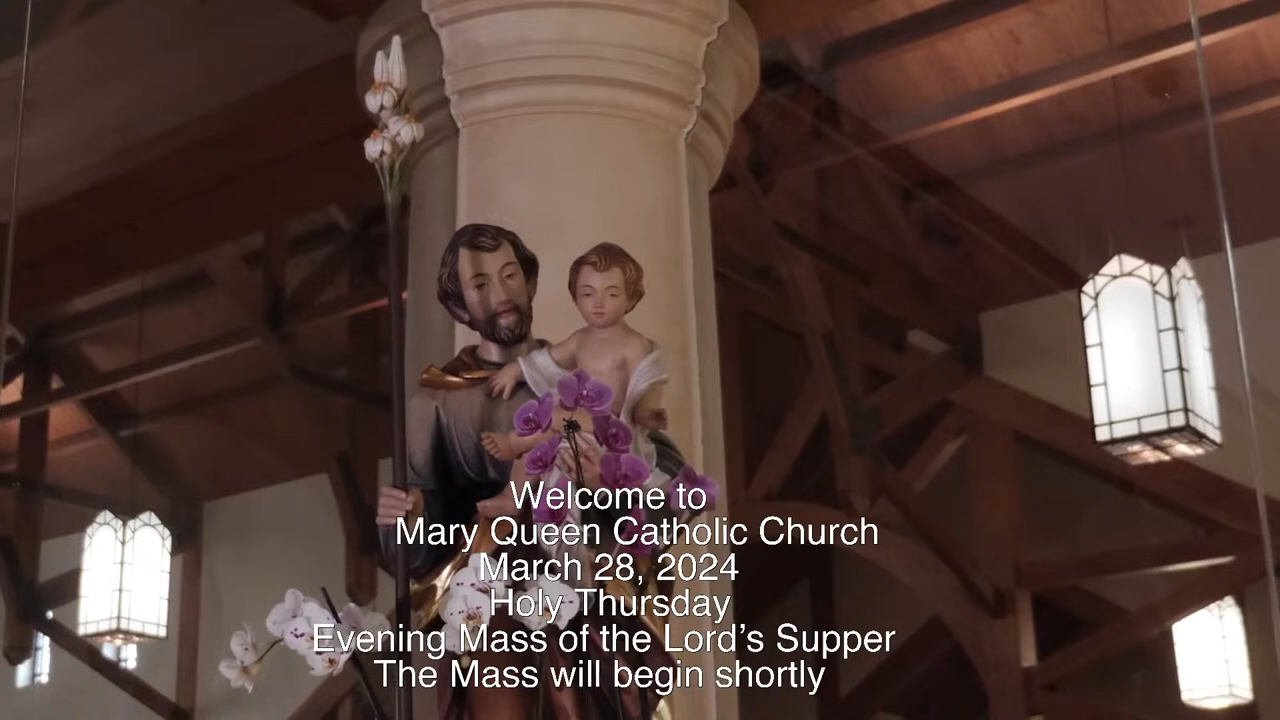 Welcome to
Mary Queen Catholic Church
March 28, 2024
Holy Thursday
Evening Mass of the Lord’s Supper
The Mass will begin shortly